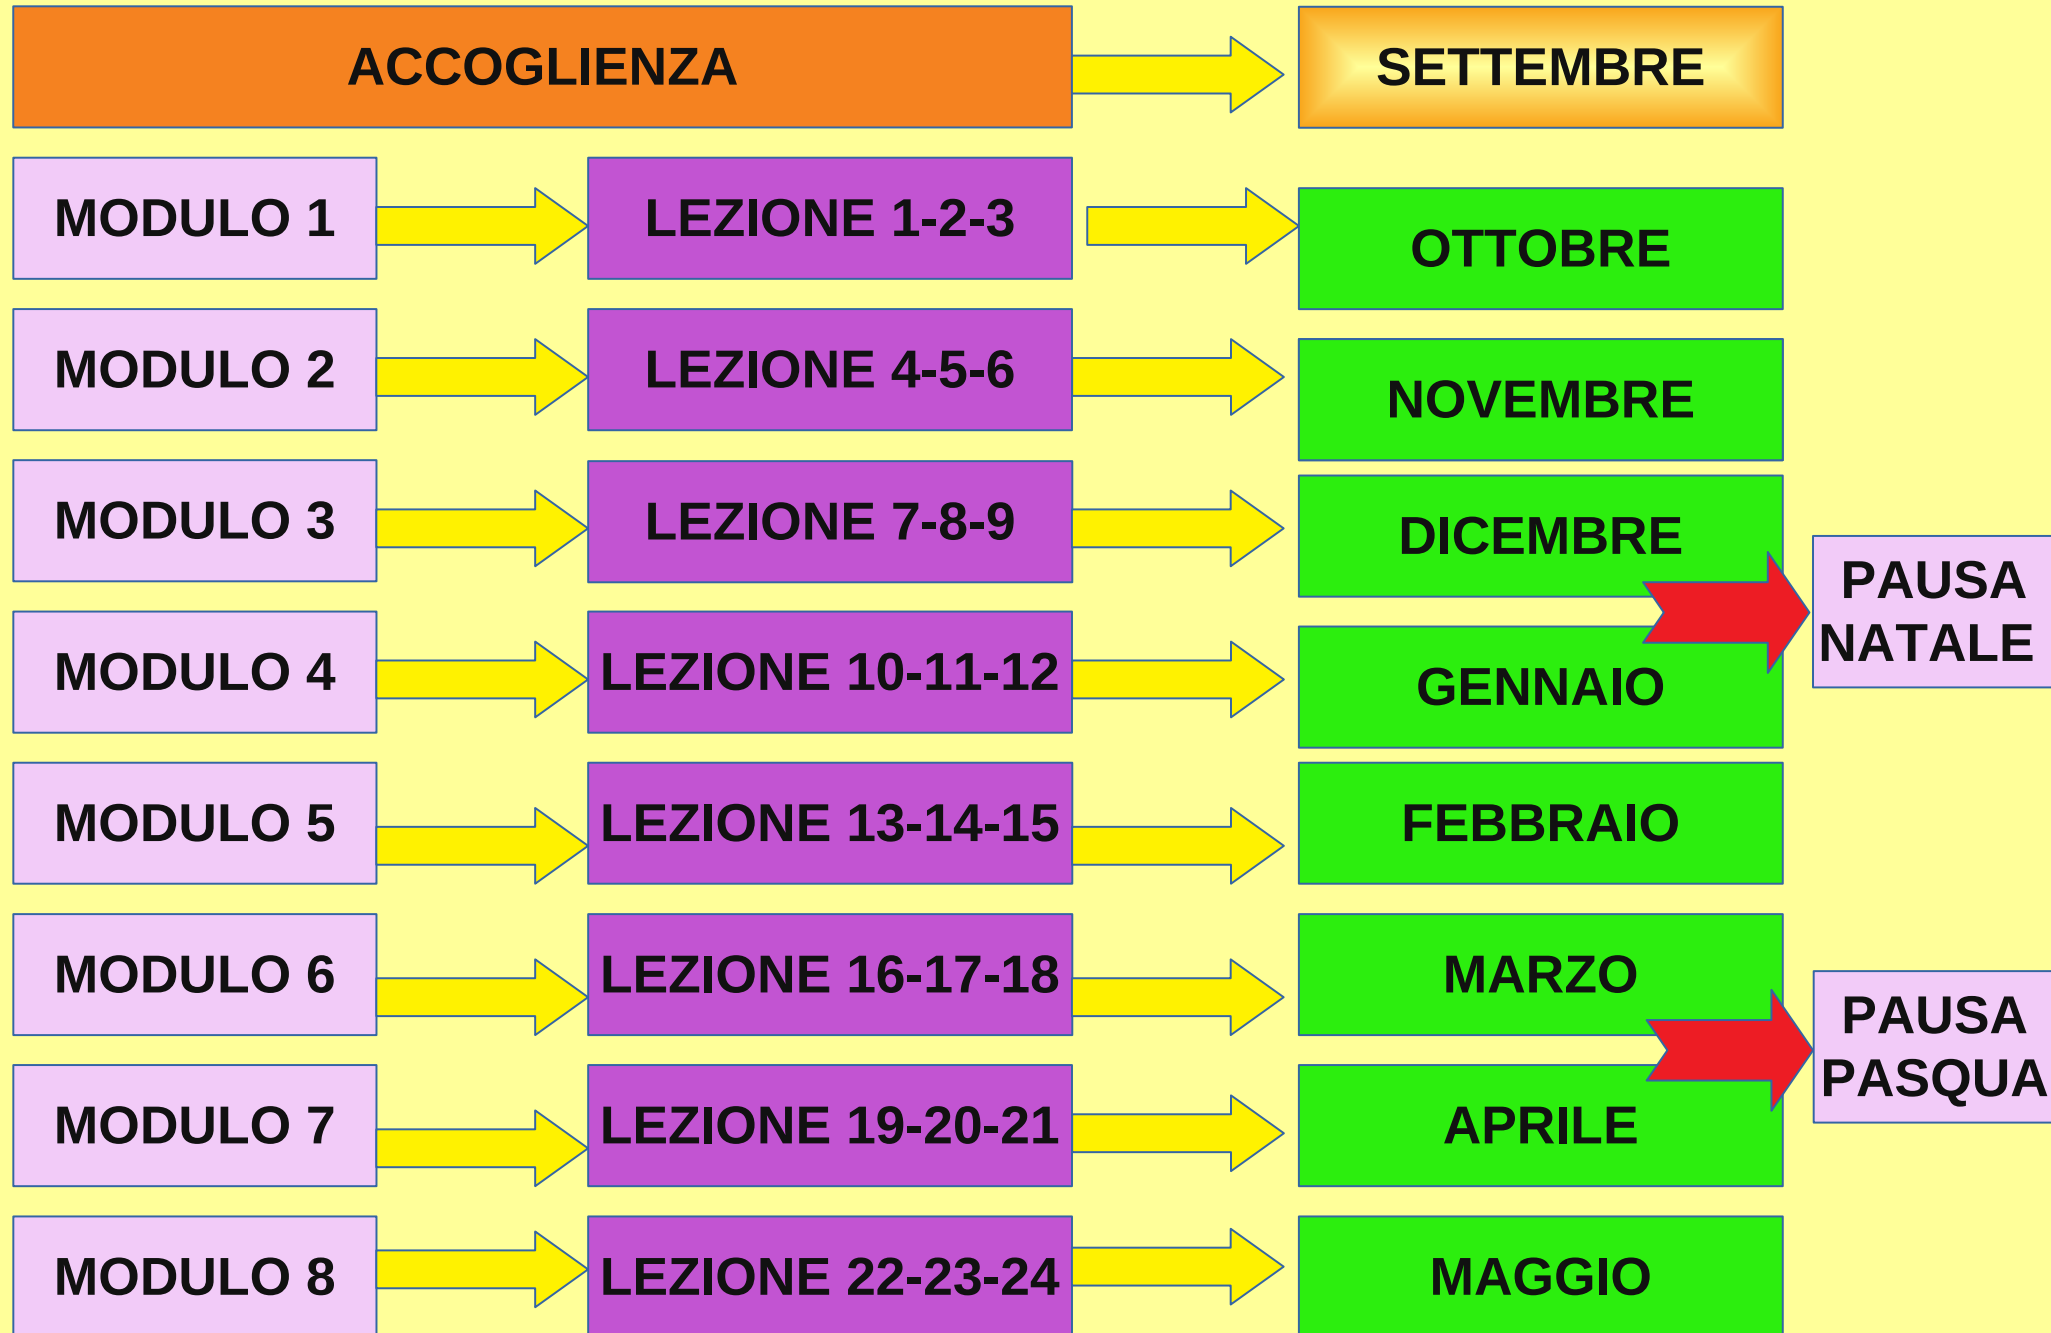 ACCOGLIENZA
SETTEMBRE
MODULO 1
LEZIONE 1-2-3
OTTOBRE
MODULO 2
LEZIONE 4-5-6
NOVEMBRE
MODULO 3
LEZIONE 7-8-9
DICEMBRE
PAUSA
NATALE
MODULO 4
LEZIONE 10-11-12
GENNAIO
MODULO 5
LEZIONE 13-14-15
FEBBRAIO
MODULO 6
LEZIONE 16-17-18
MARZO
PAUSA
PASQUA
MODULO 7
LEZIONE 19-20-21
APRILE
MODULO 8
LEZIONE 22-23-24
MAGGIO